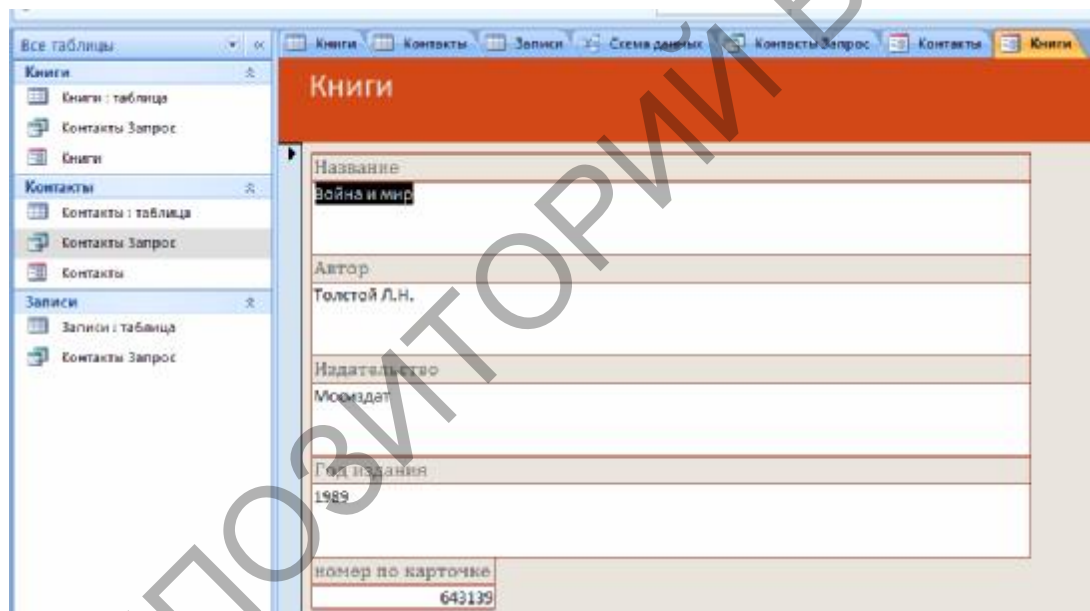 Все таблицы
Книги
Книги : таблица
Контакты Запрос
Книги
Контакты
Контакты : таблица
Контакты Запрос
Контакты
Записи
Записи : таблица
Контакты Запрос
Книги Контакты Записи Схема данных Контакты Запрос Контакты Книги
Книги
Название
Война и мир
Автор
Толстой Л.Н.
Издательство
Мосиздат
Год издания
1989
номер по карточке
643139
ПОЗИТОРИЙ В